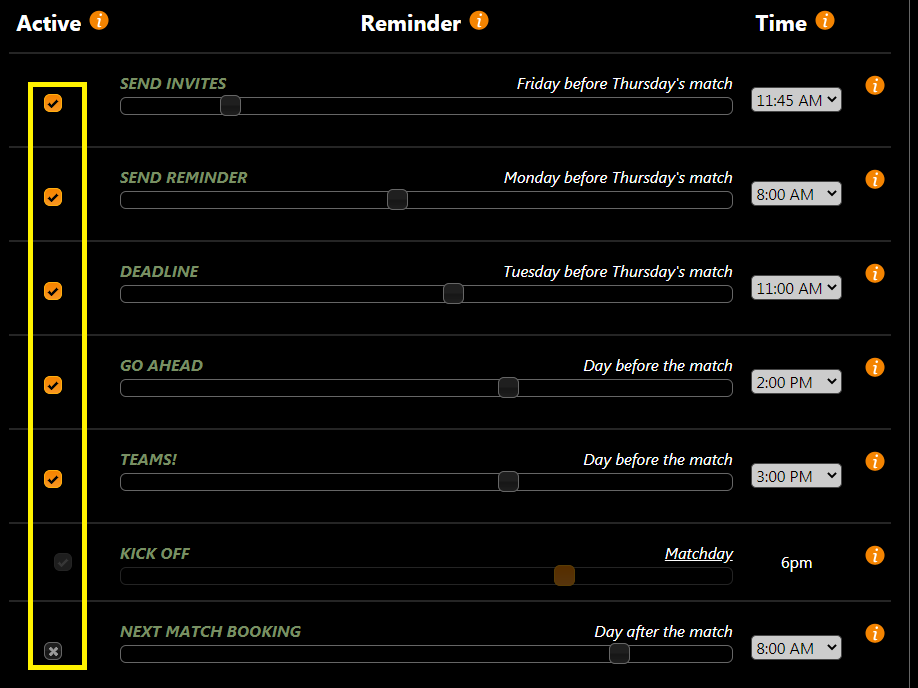 Active i Reminder i Time i
SEND INVITES Friday before Thursday's match 11:45 AM i
SEND REMINDER Monday before Thursday's match 8:00 AM i
DEADLINE Tuesday before Thursday's match 11:00 AM i
GO AHEAD Day before the match 2:00 PM i
TEAMS! Day before the match 3:00 PM i
KICK OFF Matchday 6pm i
NEXT MATCH BOOKING Day after the match 8:00 AM i